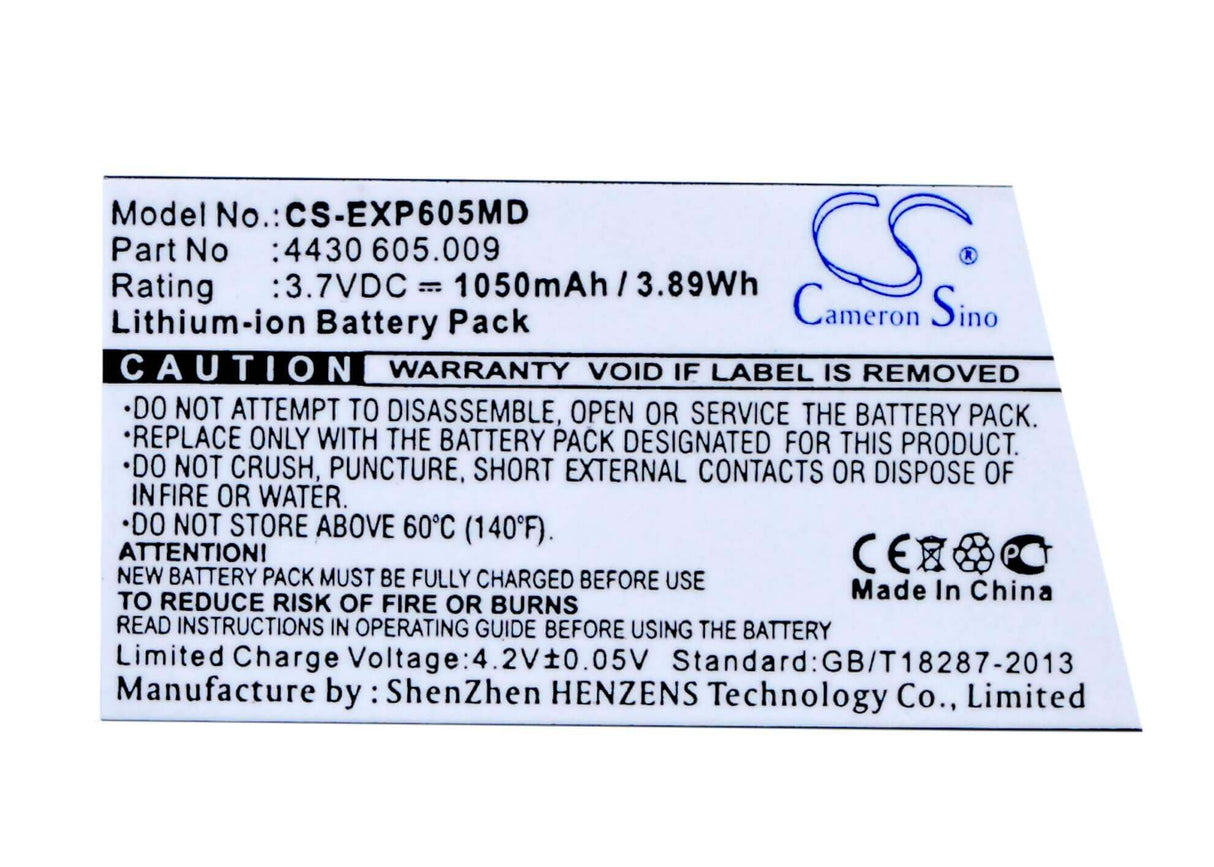 Model No.:CS-EXP605MD
Part No :4430 605.009
Rating :3.7VDC ⎓ 1050mAh / 3.89Wh
Lithium-ion Battery Pack
CS ®
Cameron Sino
CAUTION WARRANTY VOID IF LABEL IS REMOVED
·DO NOT ATTEMPT TO DISASSEMBLE, OPEN OR SERVICE THE BATTERY PACK.
·REPLACE ONLY WITH THE BATTERY PACK DESIGNATED FOR THIS PRODUCT.
·DO NOT CRUSH, PUNCTURE, SHORT EXTERNAL CONTACTS OR DISPOSE OF
IN FIRE OR WATER.
·DO NOT STORE ABOVE 60°C (140°F).
ATTENTION!
NEW BATTERY PACK MUST BE FULLY CHARGED BEFORE USE
TO REDUCE RISK OF FIRE OR BURNS
READ INSTRUCTIONS IN OPERATING GUIDE BEFORE USING THE BATTERY
CE PCT
Made In China
Limited Charge Voltage:4.2V±0.05V Standard:GB/T18287-2013
Manufacture by : ShenZhen HENZENS Technology Co., Limited